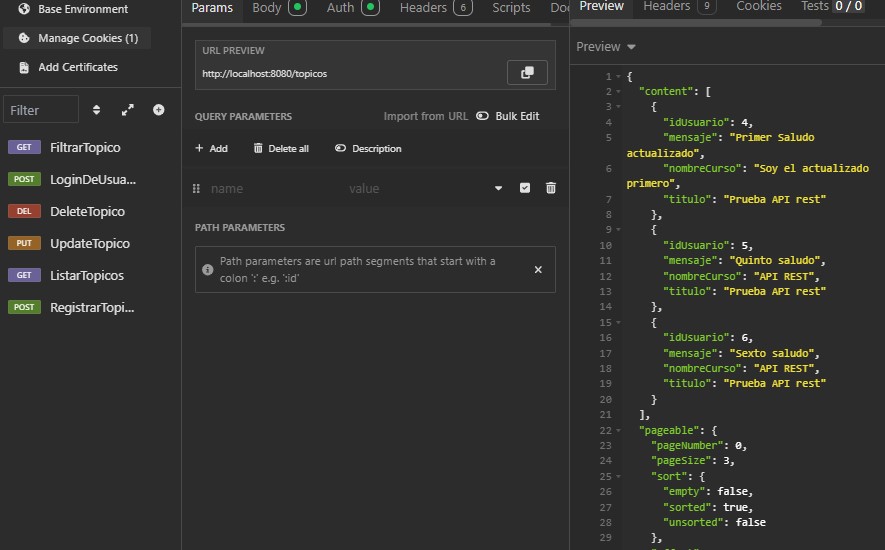 Base Environment
Manage Cookies (1)
Add Certificates
Filter
GET FiltrarTopico
POST LoginDeUsua...
DEL DeleteTopico
PUT UpdateTopico
GET ListarTopicos
POST RegistrarTopi...
Params Body Auth Headers 6 Scripts Doc
URL PREVIEW
http://localhost:8080/topicos
QUERY PARAMETERS Import from URL Bulk Edit
Add Delete all Description
name value
PATH PARAMETERS
Path parameters are url path segments that start with a
colon ':' e.g. ':id'
Preview Headers 9 Cookies Tests 0 / 0
Preview
1 {
2 "content": [
3 {
4 "idUsuario": 4,
5 "mensaje": "Primer Saludo
actualizado",
6 "nombreCurso": "Soy el actualizado
primero",
7 "titulo": "Prueba API rest"
8 },
9 {
10 "idUsuario": 5,
11 "mensaje": "Quinto saludo",
12 "nombreCurso": "API REST",
13 "titulo": "Prueba API rest"
14 },
15 {
16 "idUsuario": 6,
17 "mensaje": "Sexto saludo",
18 "nombreCurso": "API REST",
19 "titulo": "Prueba API rest"
20 }
21 ],
22 "pageable": {
23 "pageNumber": 0,
24 "pageSize": 3,
25 "sort": {
26 "empty": false,
27 "sorted": true,
28 "unsorted": false
29 },